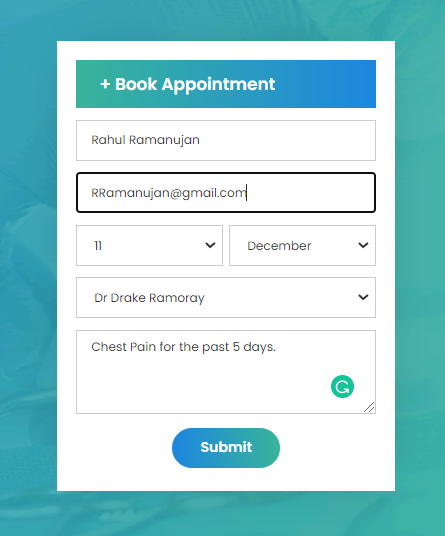 + Book Appointment
Rahul Ramanujan
RRamanujan@gmail.com
11 December
Dr Drake Ramoray
Chest Pain for the past 5 days.
Submit